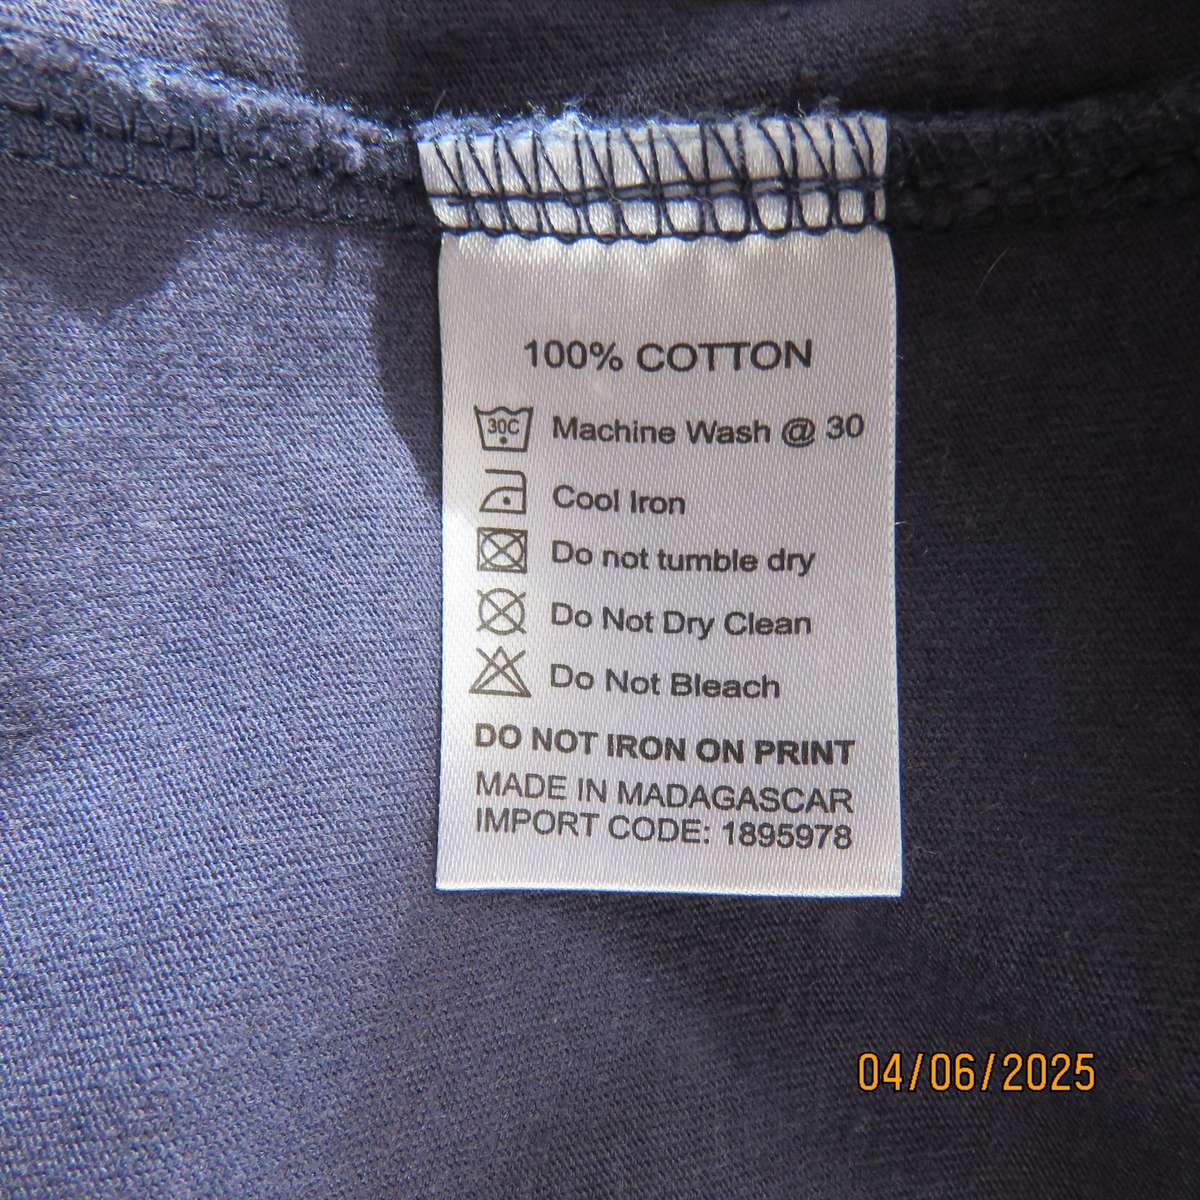 100% COTTON
30C Machine Wash @ 30
Cool Iron
Do not tumble dry
Do Not Dry Clean
Do Not Bleach
DO NOT IRON ON PRINT
MADE IN MADAGASCAR
IMPORT CODE: 1895978
04/06/2025